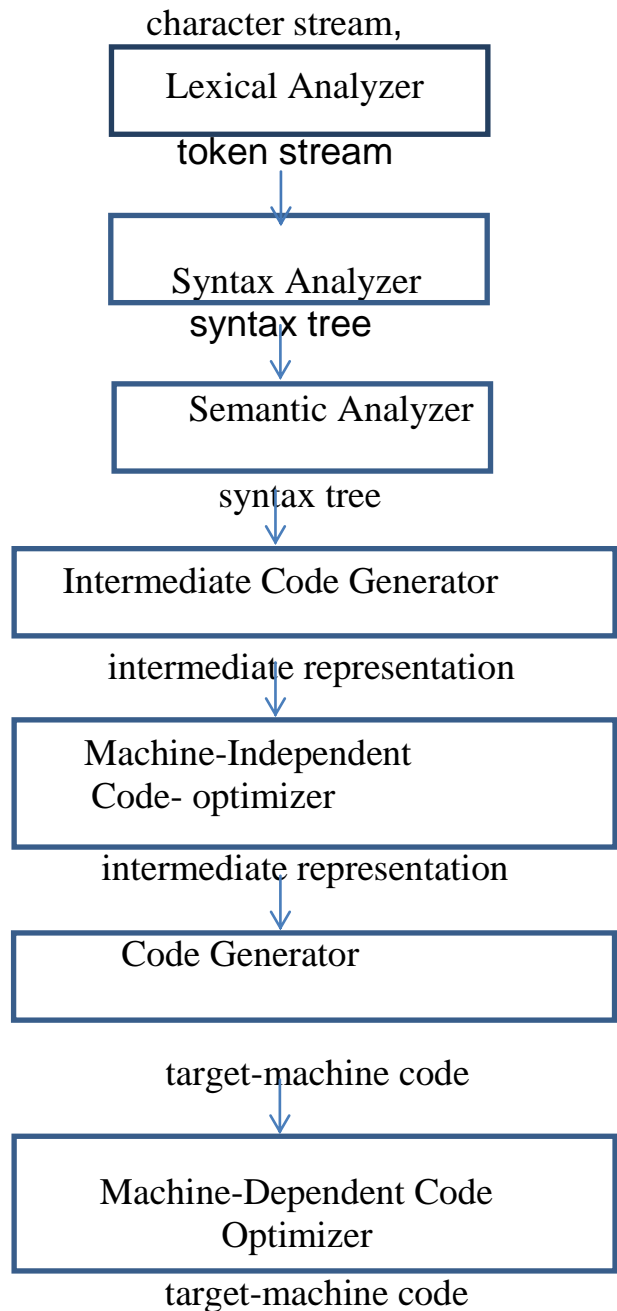 character stream,
Lexical Analyzer
token stream
Syntax Analyzer
syntax tree
Semantic Analyzer
syntax tree
Intermediate Code Generator
intermediate representation
Machine-Independent
Code- optimizer
intermediate representation
Code Generator
target-machine code
Machine-Dependent Code
Optimizer
target-machine code